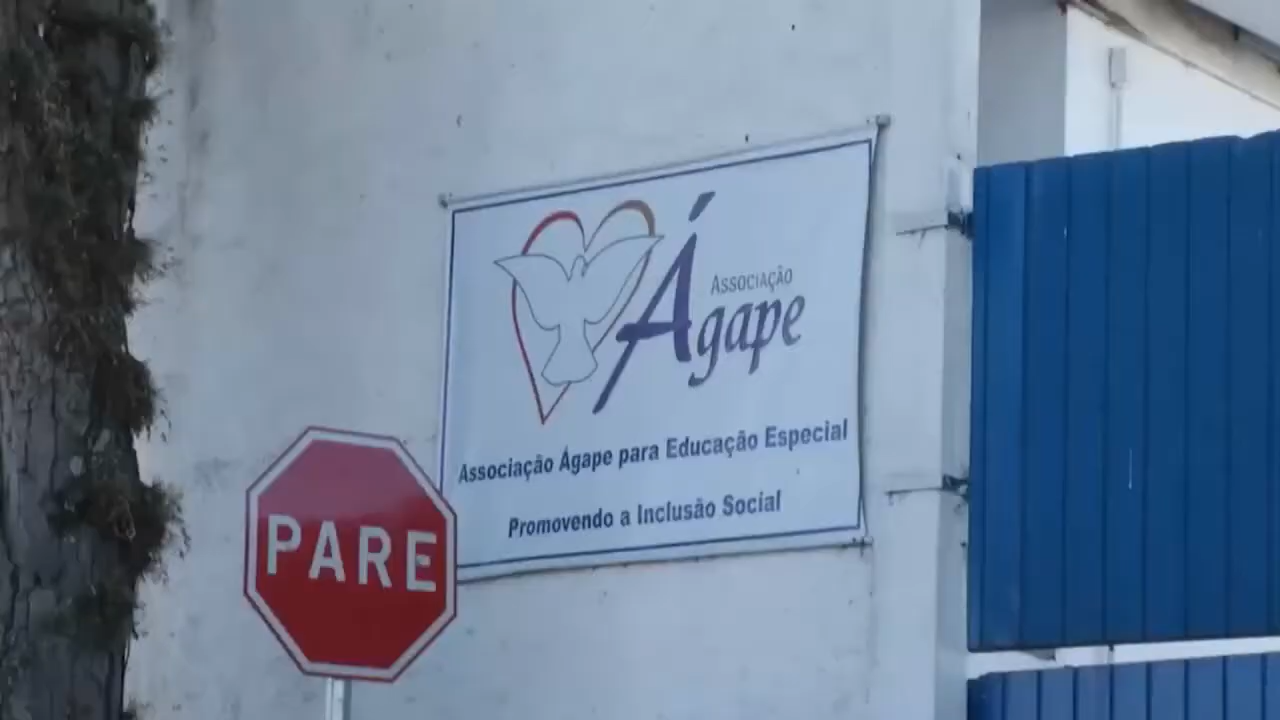 Associação
Ágape
Associação Ágape para Educação Especial
Promovendo a Inclusão Social
PARE